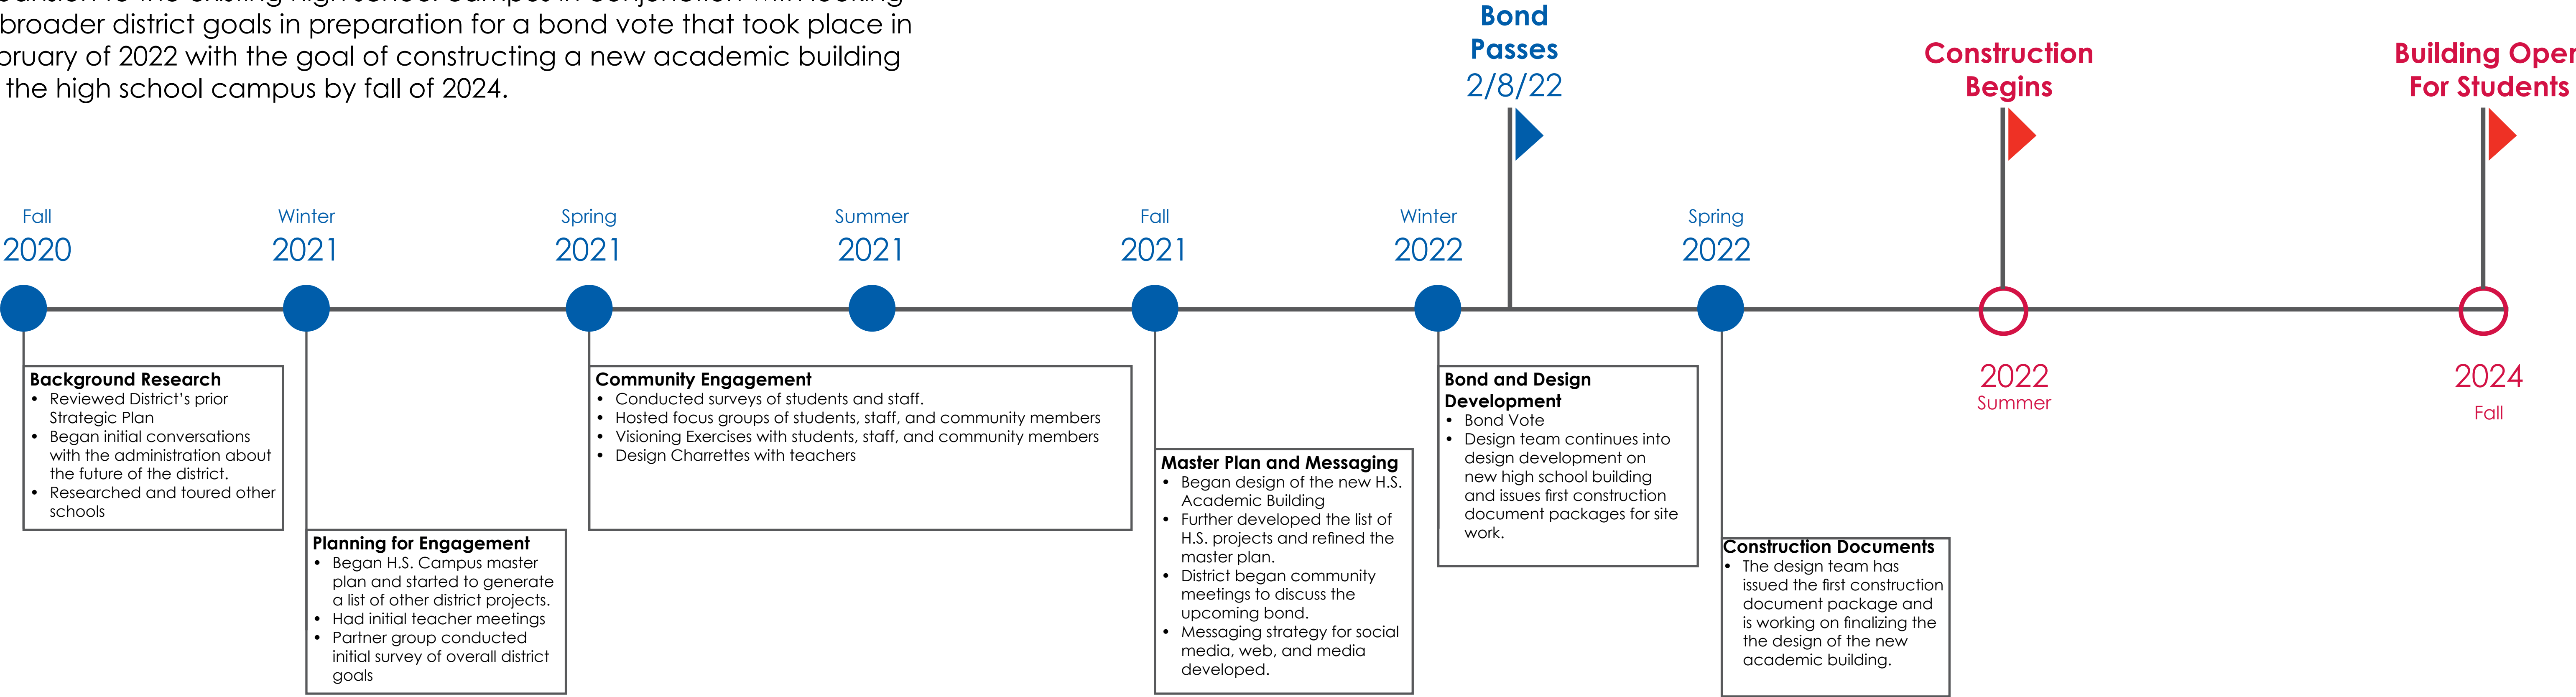 broader district goals in preparation for a bond vote that took place in
of 2022 with the goal of constructing a new academic building
the high school campus by fall of 2024.
Bond
Passes
2/8/22
Construction
Begins
Building
For Students
Fall
2020
Winter
2021
Spring
2021
Summer
2021
Fall
2021
Winter
2022
Spring
2022
2022
Summer
2024
Fall
Background Research
• Reviewed District’s prior
Strategic Plan
• Began initial conversations
with the administration about
the future of the district.
• Researched and toured other
schools
Planning for Engagement
• Began H.S. Campus master
plan and started to generate
a list of other district projects.
• Had initial teacher meetings
• Partner group conducted
initial survey of overall district
goals
Community Engagement
• Conducted surveys of students and staff.
• Hosted focus groups of students, staff, and community members
• Visioning Exercises with students, staff, and community members
• Design Charrettes with teachers
Master Plan and Messaging
• Began design of the new H.S.
Academic Building
• Further developed the list of
H.S. projects and refined the
master plan.
• District began community
meetings to discuss the
upcoming bond.
• Messaging strategy for social
media, web, and media
developed.
Bond and Design
Development
• Bond Vote
• Design team continues into
design development on
new high school building
and issues first construction
document packages for site
work.
Construction Documents
• The design team has
issued the first construction
document package and
is working on finalizing the
the design of the new
academic building.